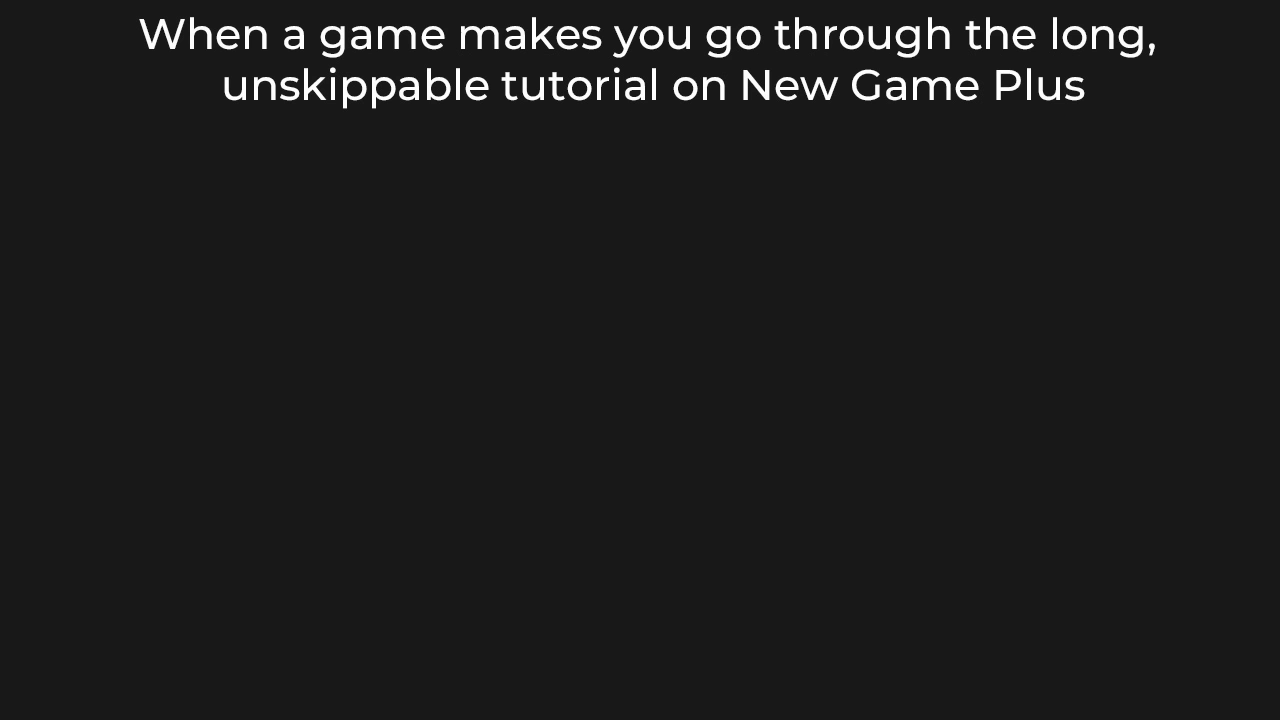 When a game makes you go through the long,
unskippable tutorial on New Game Plus